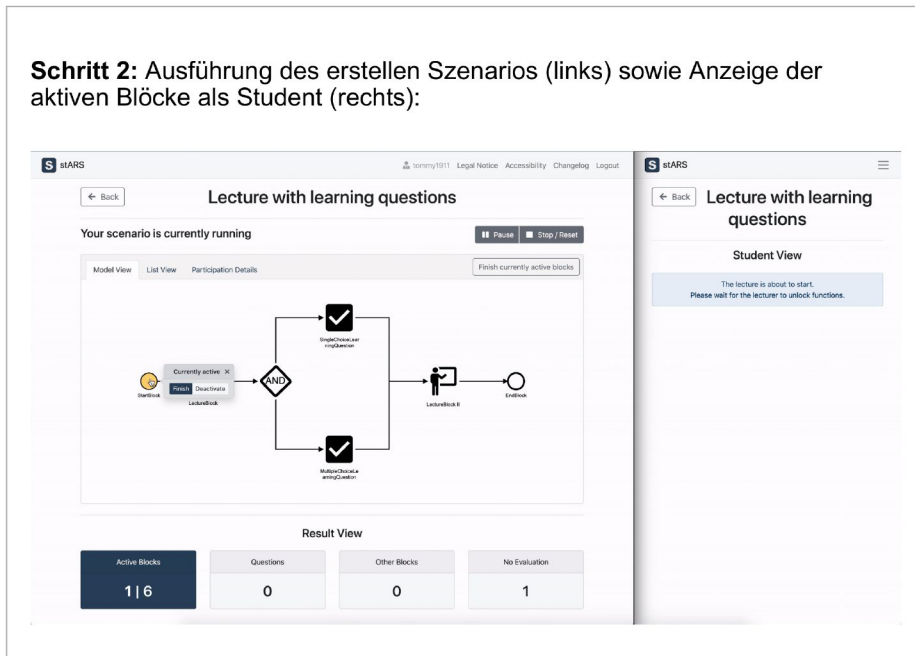 Schritt 2: Ausführung des erstellen Szenarios (links) sowie Anzeige der
aktiven Blöcke als Student (rechts):
S stARS
tommy1911 Legal Notice Accessibility Changelog Logout
← Back
Lecture with learning questions
Your scenario is currently running
Pause
Stop / Reset
Model View
List View
Participation Details
Finish currently active blocks
SingleChoiceLear
ningQuestion
Currently active ×
Finish Deactivate
StartBlock
LectureBlock
AND
LectureBlock II
EndBlock
MultipleChoiceLe
arningQuestion
Result View
Active Blocks
1 | 6
Questions
0
Other Blocks
0
No Evaluation
1
S stARS
← Back
Lecture with learning
questions
Student View
The lecture is about to start.
Please wait for the lecturer to unlock functions.